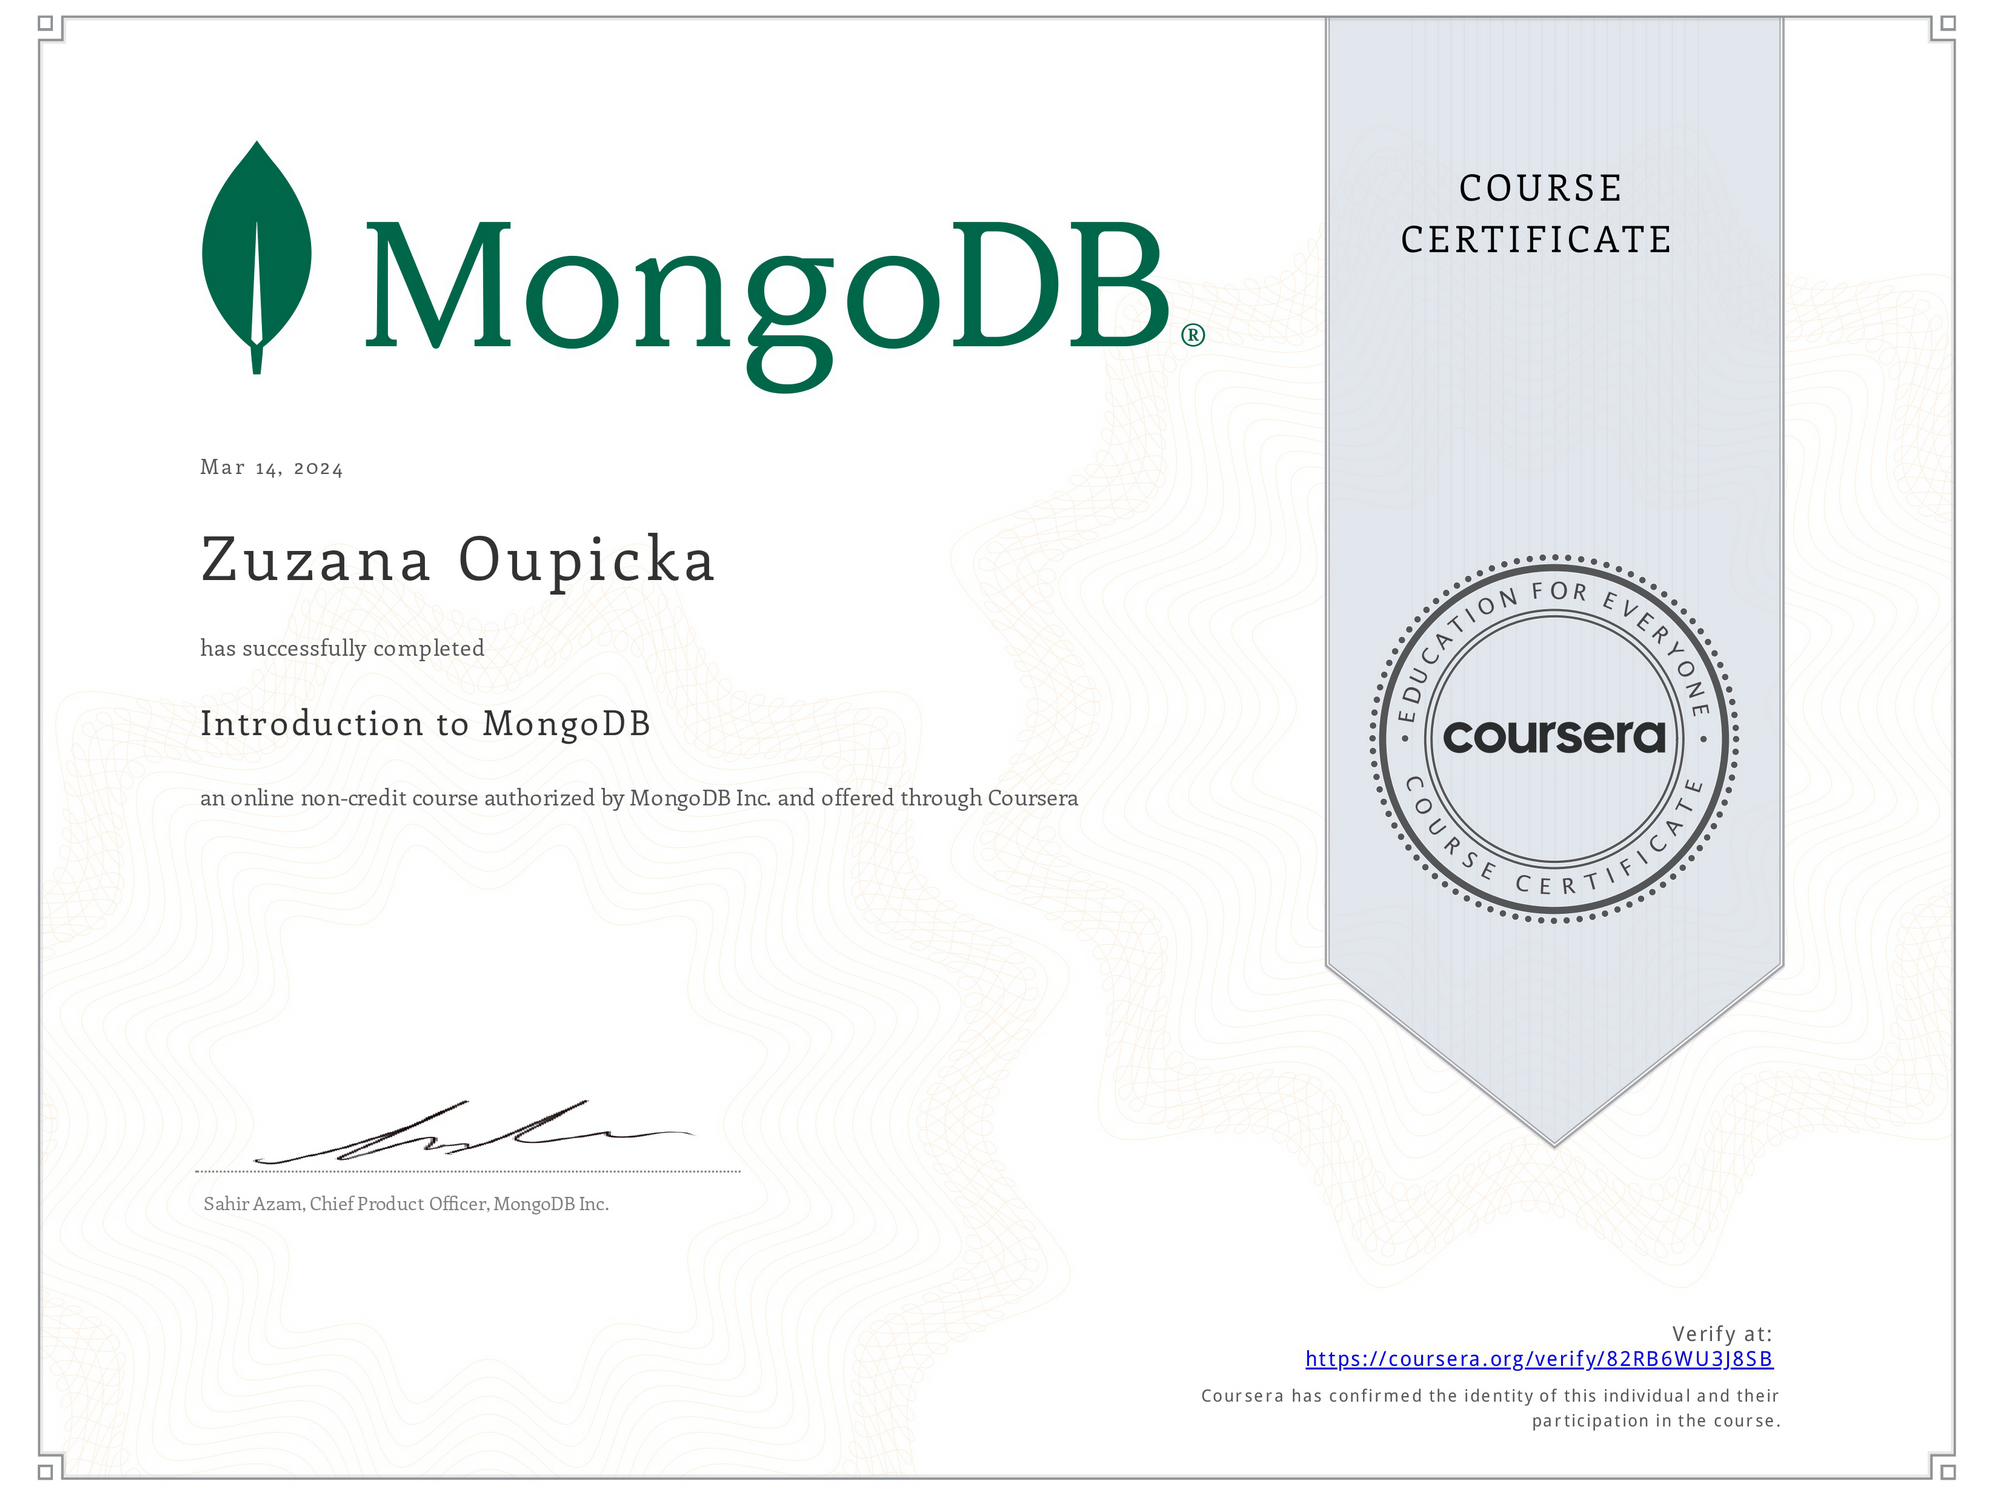 MongoDB®
COURSE
CERTIFICATE
Mar 14, 2024
Zuzana Oupicka
has successfully completed
Introduction to MongoDB
an online non-credit course authorized by MongoDB Inc. and offered through Coursera
EDUCATION FOR EVERYONE
coursera
COURSE CERTIFICATE
Sahir Azam, Chief Product Officer, MongoDB Inc.
Verify at:
https://coursera.org/verify/82RB6WU3J8SB
Coursera has confirmed the identity of this individual and their
participation in the course.